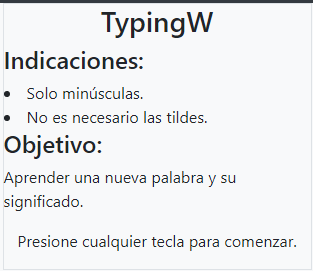 TypingW
Indicaciones:
• Solo minúsculas.
• No es necesario las tildes.
Objetivo:
Aprender una nueva palabra y su
significado.
Presione cualquier tecla para comenzar.